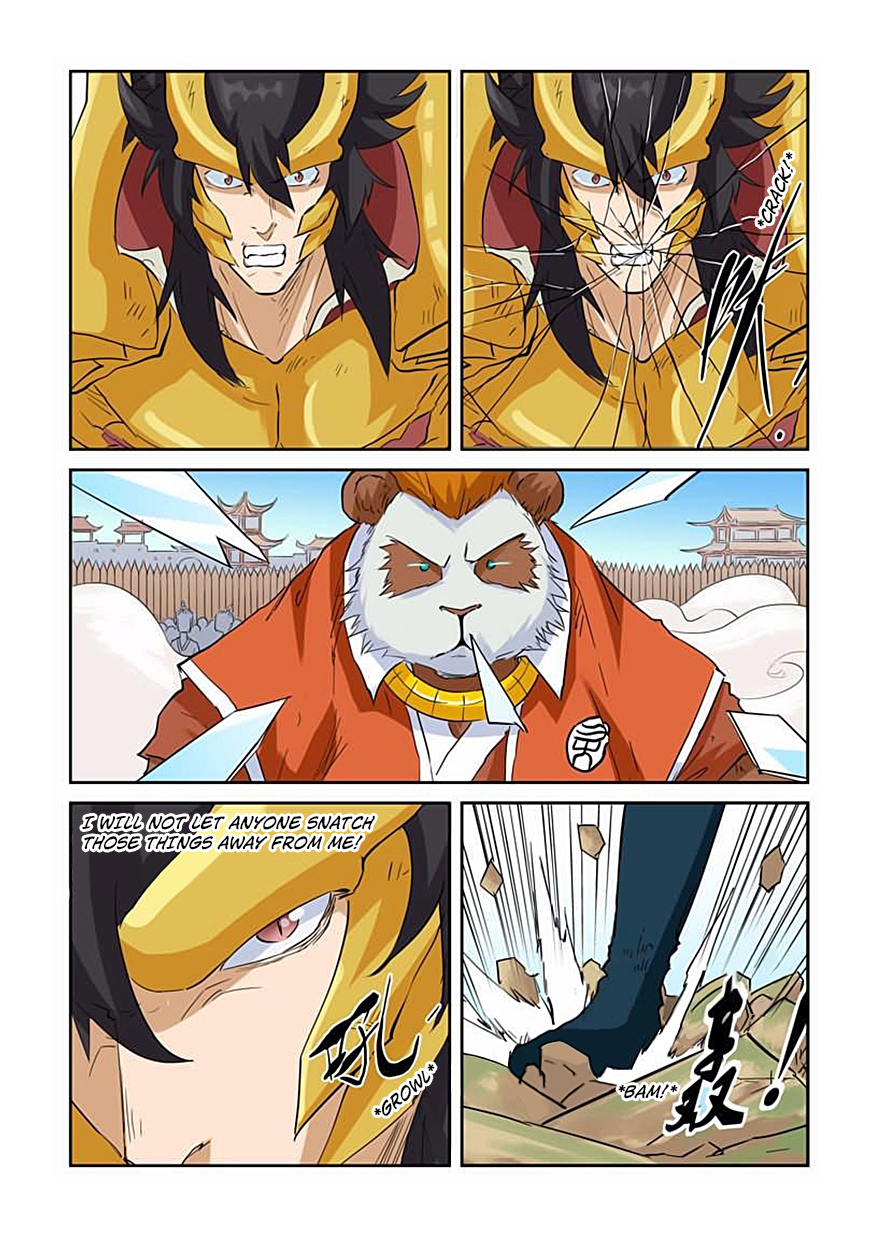 *CRACK!*
I WILL NOT LET ANYONE SNATCH
THOSE THINGS AWAY FROM ME!
吼
*GROWL*
*BAM!*
轰!